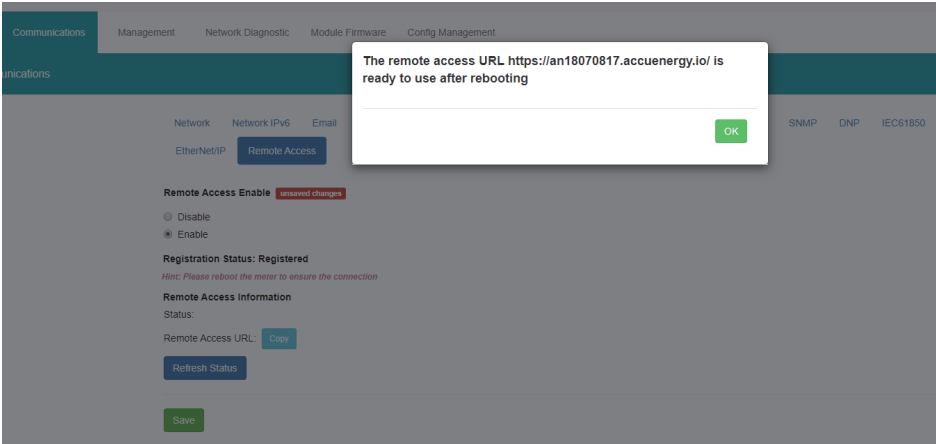 Communications Management Network Diagnostic Module Firmware Config Management
unications
The remote access URL https://an18070817.accuenergy.io/ is
ready to use after rebooting
OK
Network Network IPv6 Email SNMP DNP IEC61850
EtherNet/IP Remote Access
Remote Access Enable unsaved changes
Disable
Enable
Registration Status: Registered
Hint: Please reboot the meter to ensure the connection
Remote Access Information
Status:
Remote Access URL: Copy
Refresh Status
Save